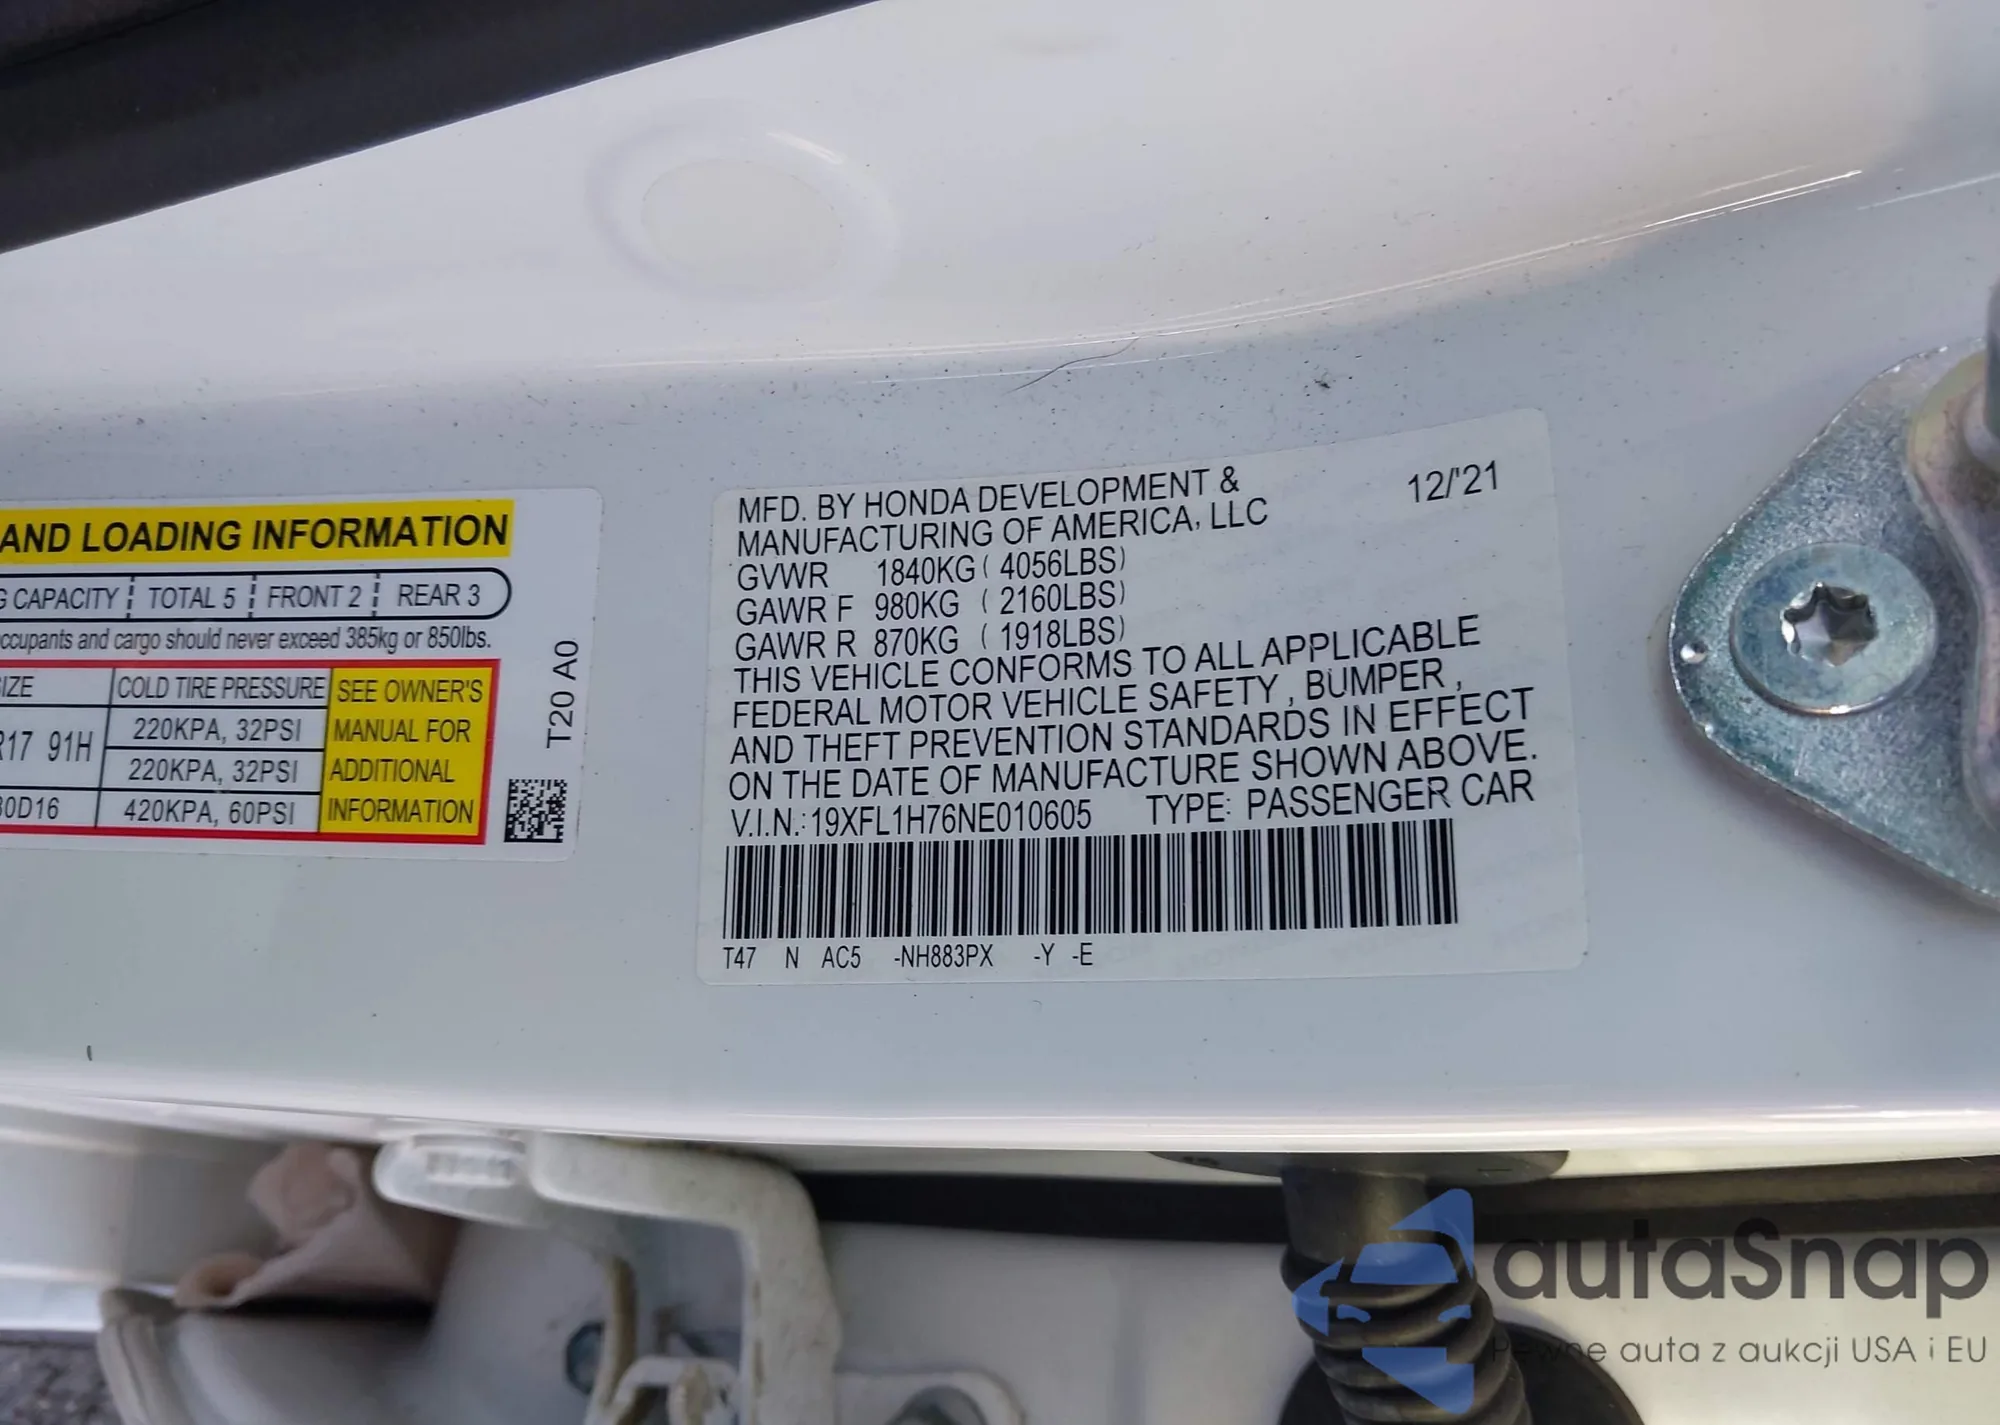 AND LOADING INFORMATION
CAPACITY TOTAL 5 FRONT 2 REAR 3
and cargo should never exceed 385kg or 850lbs.
COLD TIRE PRESSURE
220KPA, 32PSI
R17 91H
220KPA, 32PSI
420KPA, 60PSI
SEE OWNER'S
MANUAL FOR
ADDITIONAL
INFORMATION
T20 A0
MFD. BY HONDA DEVELOPMENT & 12/'21
MANUFACTURING OF AMERICA, LLC
GVWR 1840KG ( 4056LBS)
GAWR F 980KG ( 2160LBS)
GAWR R 870KG ( 1918LBS)
THIS VEHICLE CONFORMS TO ALL APPLICABLE
FEDERAL MOTOR VEHICLE SAFETY , BUMPER ,
AND THEFT PREVENTION STANDARDS IN EFFECT
ON THE DATE OF MANUFACTURE SHOWN ABOVE.
V.I.N.:19XFL1H76NE010605 TYPE: PASSENGER CAR
T47 N AC5 -NH883PX -Y -E
autaSnap
Pewne auta z aukcji USA i EU